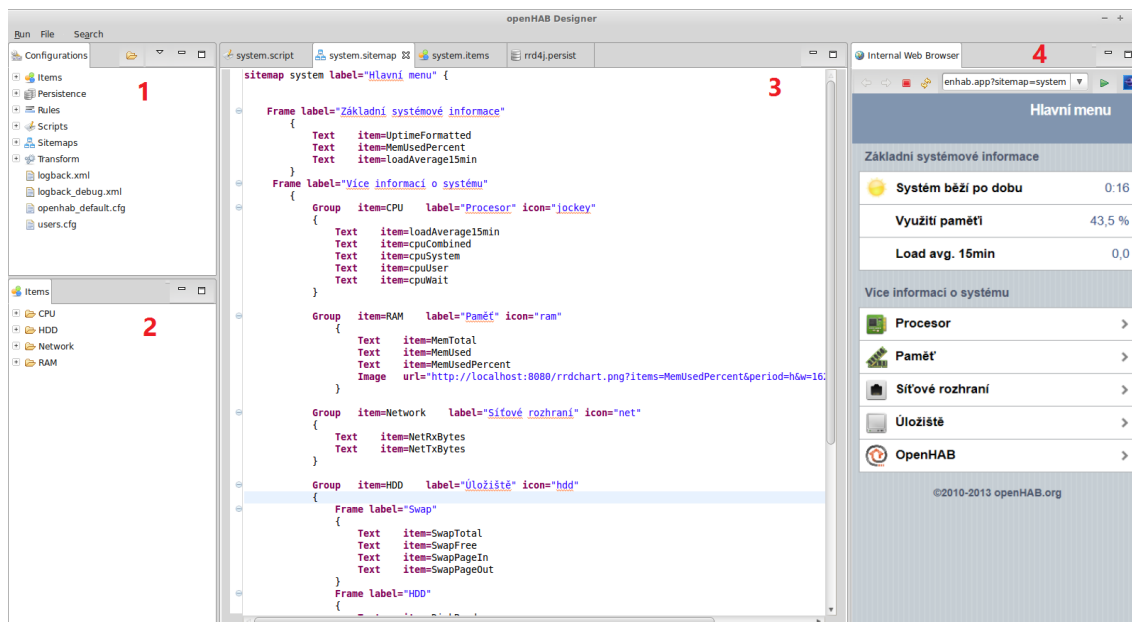 openHAB Designer
Run File Search
Configurations
1
Items
Persistence
Rules
Scripts
Sitemaps
Transform
logback.xml
logback_debug.xml
openhab_default.cfg
users.cfg
Items
2
CPU
HDD
Network
RAM
system.script system.sitemap system.items rrd4j.persist
3
sitemap system label="Hlavní menu" {
Frame label="Základní systémové informace"
{
Text item=UptimeFormatted
Text item=MemUsedPercent
Text item=loadAverage15min
}
Frame label="Více informací o systému"
{
Group item=CPU label="Procesor" icon="jockey"
{
Text item=loadAverage15min
Text item=cpuCombined
Text item=cpuSystem
Text item=cpuUser
Text item=cpuWait
}
Group item=RAM label="Paměť" icon="ram"
{
Text item=MemTotal
Text item=MemUsed
Text item=MemUsedPercent
Image url="http://localhost:8080/rrdchart.png?items=MemUsedPercent&period=h&w=162
}
Group item=Network label="Síťové rozhraní" icon="net"
{
Text item=NetRxBytes
Text item=NetTxBytes
}
Group item=HDD label="Úložiště" icon="hdd"
{
Frame label="Swap"
{
Text item=SwapTotal
Text item=SwapFree
Text item=SwapPageIn
Text item=SwapPageOut
}
Frame label="HDD"
{
Internal Web Browser
4
enhab.app?sitemap=system
Hlavní menu
Základní systémové informace
Systém běží po dobu 0:16
Využití paměťi 43,5 %
Load avg. 15min 0,0
Více informací o systému
Procesor
Paměť
Síťové rozhraní
Úložiště
OpenHAB
©2010-2013 openHAB.org